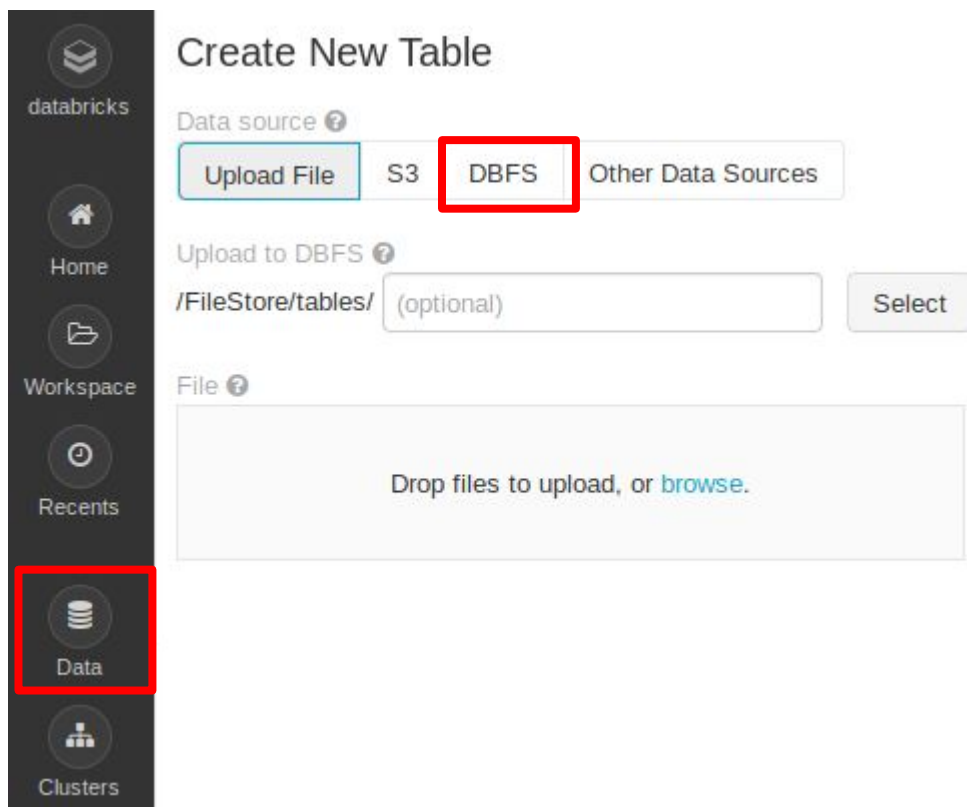 databricks
Home
Workspace
Recents
Data
Clusters
Create New Table
Data source ?
Upload File S3 DBFS Other Data Sources
Upload to DBFS ?
/FileStore/tables/ (optional) Select
File ?
Drop files to upload, or browse.